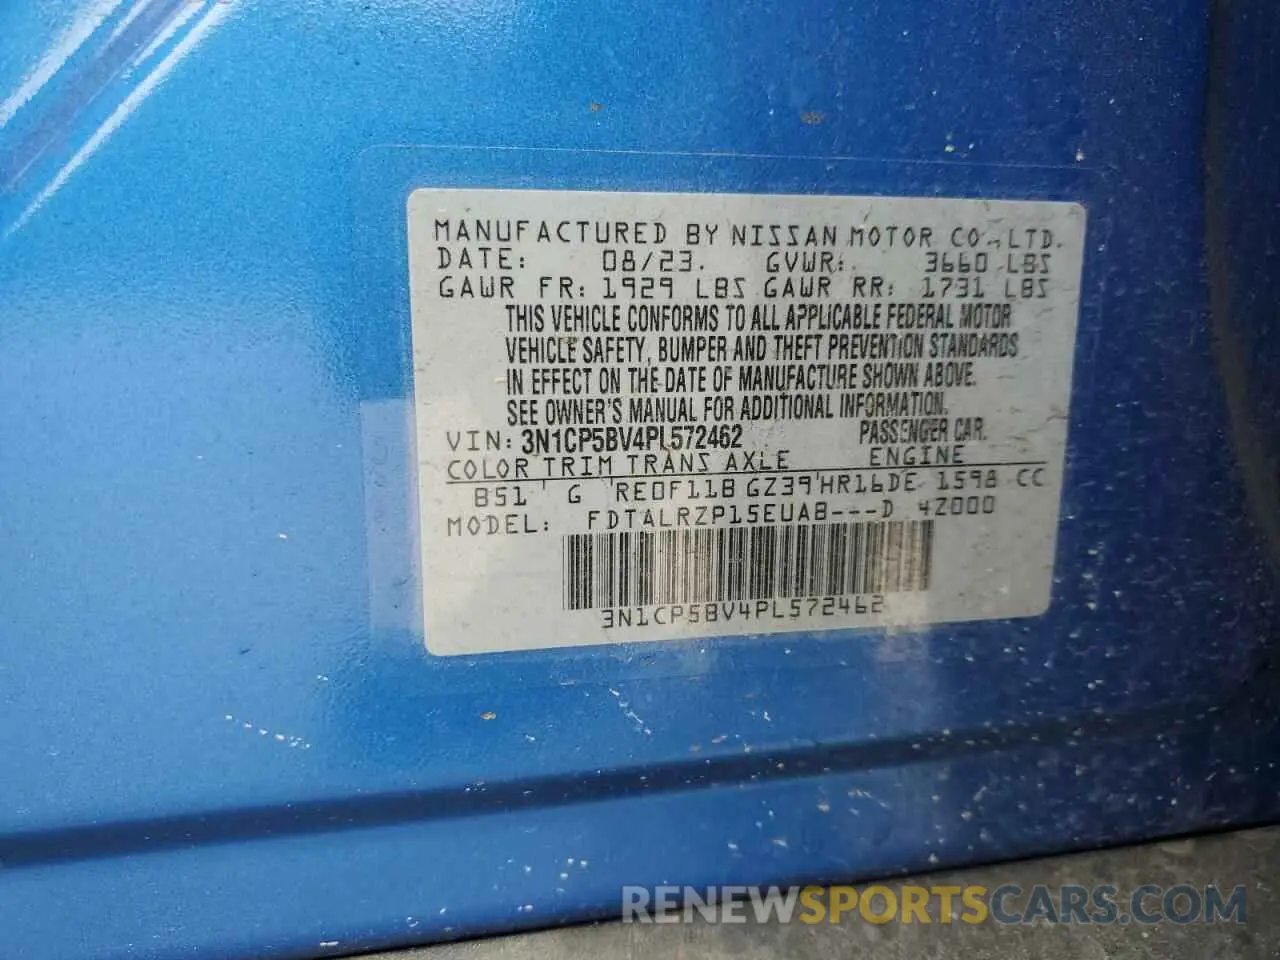 MANUFACTURED BY NISSAN MOTOR CO.,LTD.
DATE: 08/23. GVWR: 3660 LBS
GAWR FR: 1929 LBS GAWR RR: 1731 LBS
THIS VEHICLE CONFORMS TO ALL APPLICABLE FEDERAL MOTOR
VEHICLE SAFETY, BUMPER AND THEFT PREVENTION STANDARDS
IN EFFECT ON THE DATE OF MANUFACTURE SHOWN ABOVE.
SEE OWNER'S MANUAL FOR ADDITIONAL INFORMATION.
VIN: 3N1CP5BV4PL572462 PASSENGER CAR.
COLOR TRIM TRANS AXLE ENGINE
B51 G RE0F11B GZ39 HR16DE 1598 CC
MODEL: FDTALRZP15EUA8---D 4Z000
3N1CP5BV4PL572462
RENEWSPORTSCARS.COM